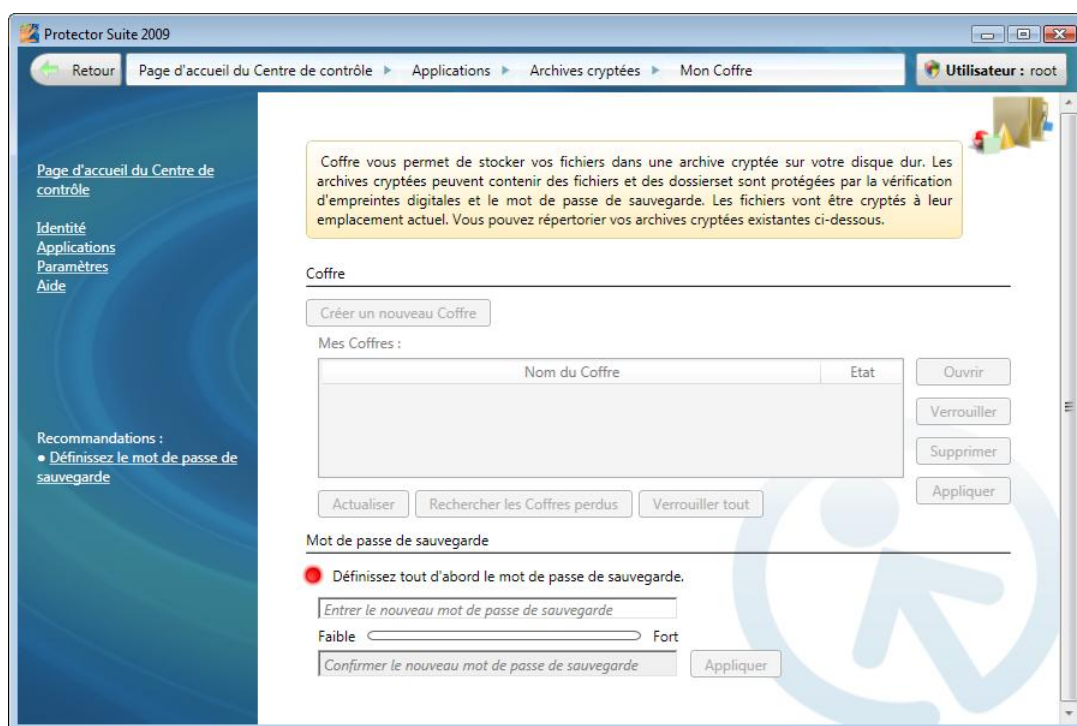 Protector Suite 2009
Retour Page d'accueil du Centre de contrôle Applications Archives cryptées Mon Coffre Utilisateur : root
Page d'accueil du Centre de
contrôle
Identité
Applications
Paramètres
Aide
Recommandations :
• Définissez le mot de passe de
sauvegarde
Coffre vous permet de stocker vos fichiers dans une archive cryptée sur votre disque dur. Les
archives cryptées peuvent contenir des fichiers et des dossierset sont protégées par la vérification
d'empreintes digitales et le mot de passe de sauvegarde. Les fichiers vont être cryptés à leur
emplacement actuel. Vous pouvez répertorier vos archives cryptées existantes ci-dessous.
Coffre
Créer un nouveau Coffre
Mes Coffres :
Nom du Coffre Etat
Ouvrir
Verrouiller
Supprimer
Appliquer
Actualiser Rechercher les Coffres perdus Verrouiller tout
Mot de passe de sauvegarde
Définissez tout d'abord le mot de passe de sauvegarde.
Entrer le nouveau mot de passe de sauvegarde
Faible Fort
Confirmer le nouveau mot de passe de sauvegarde Appliquer